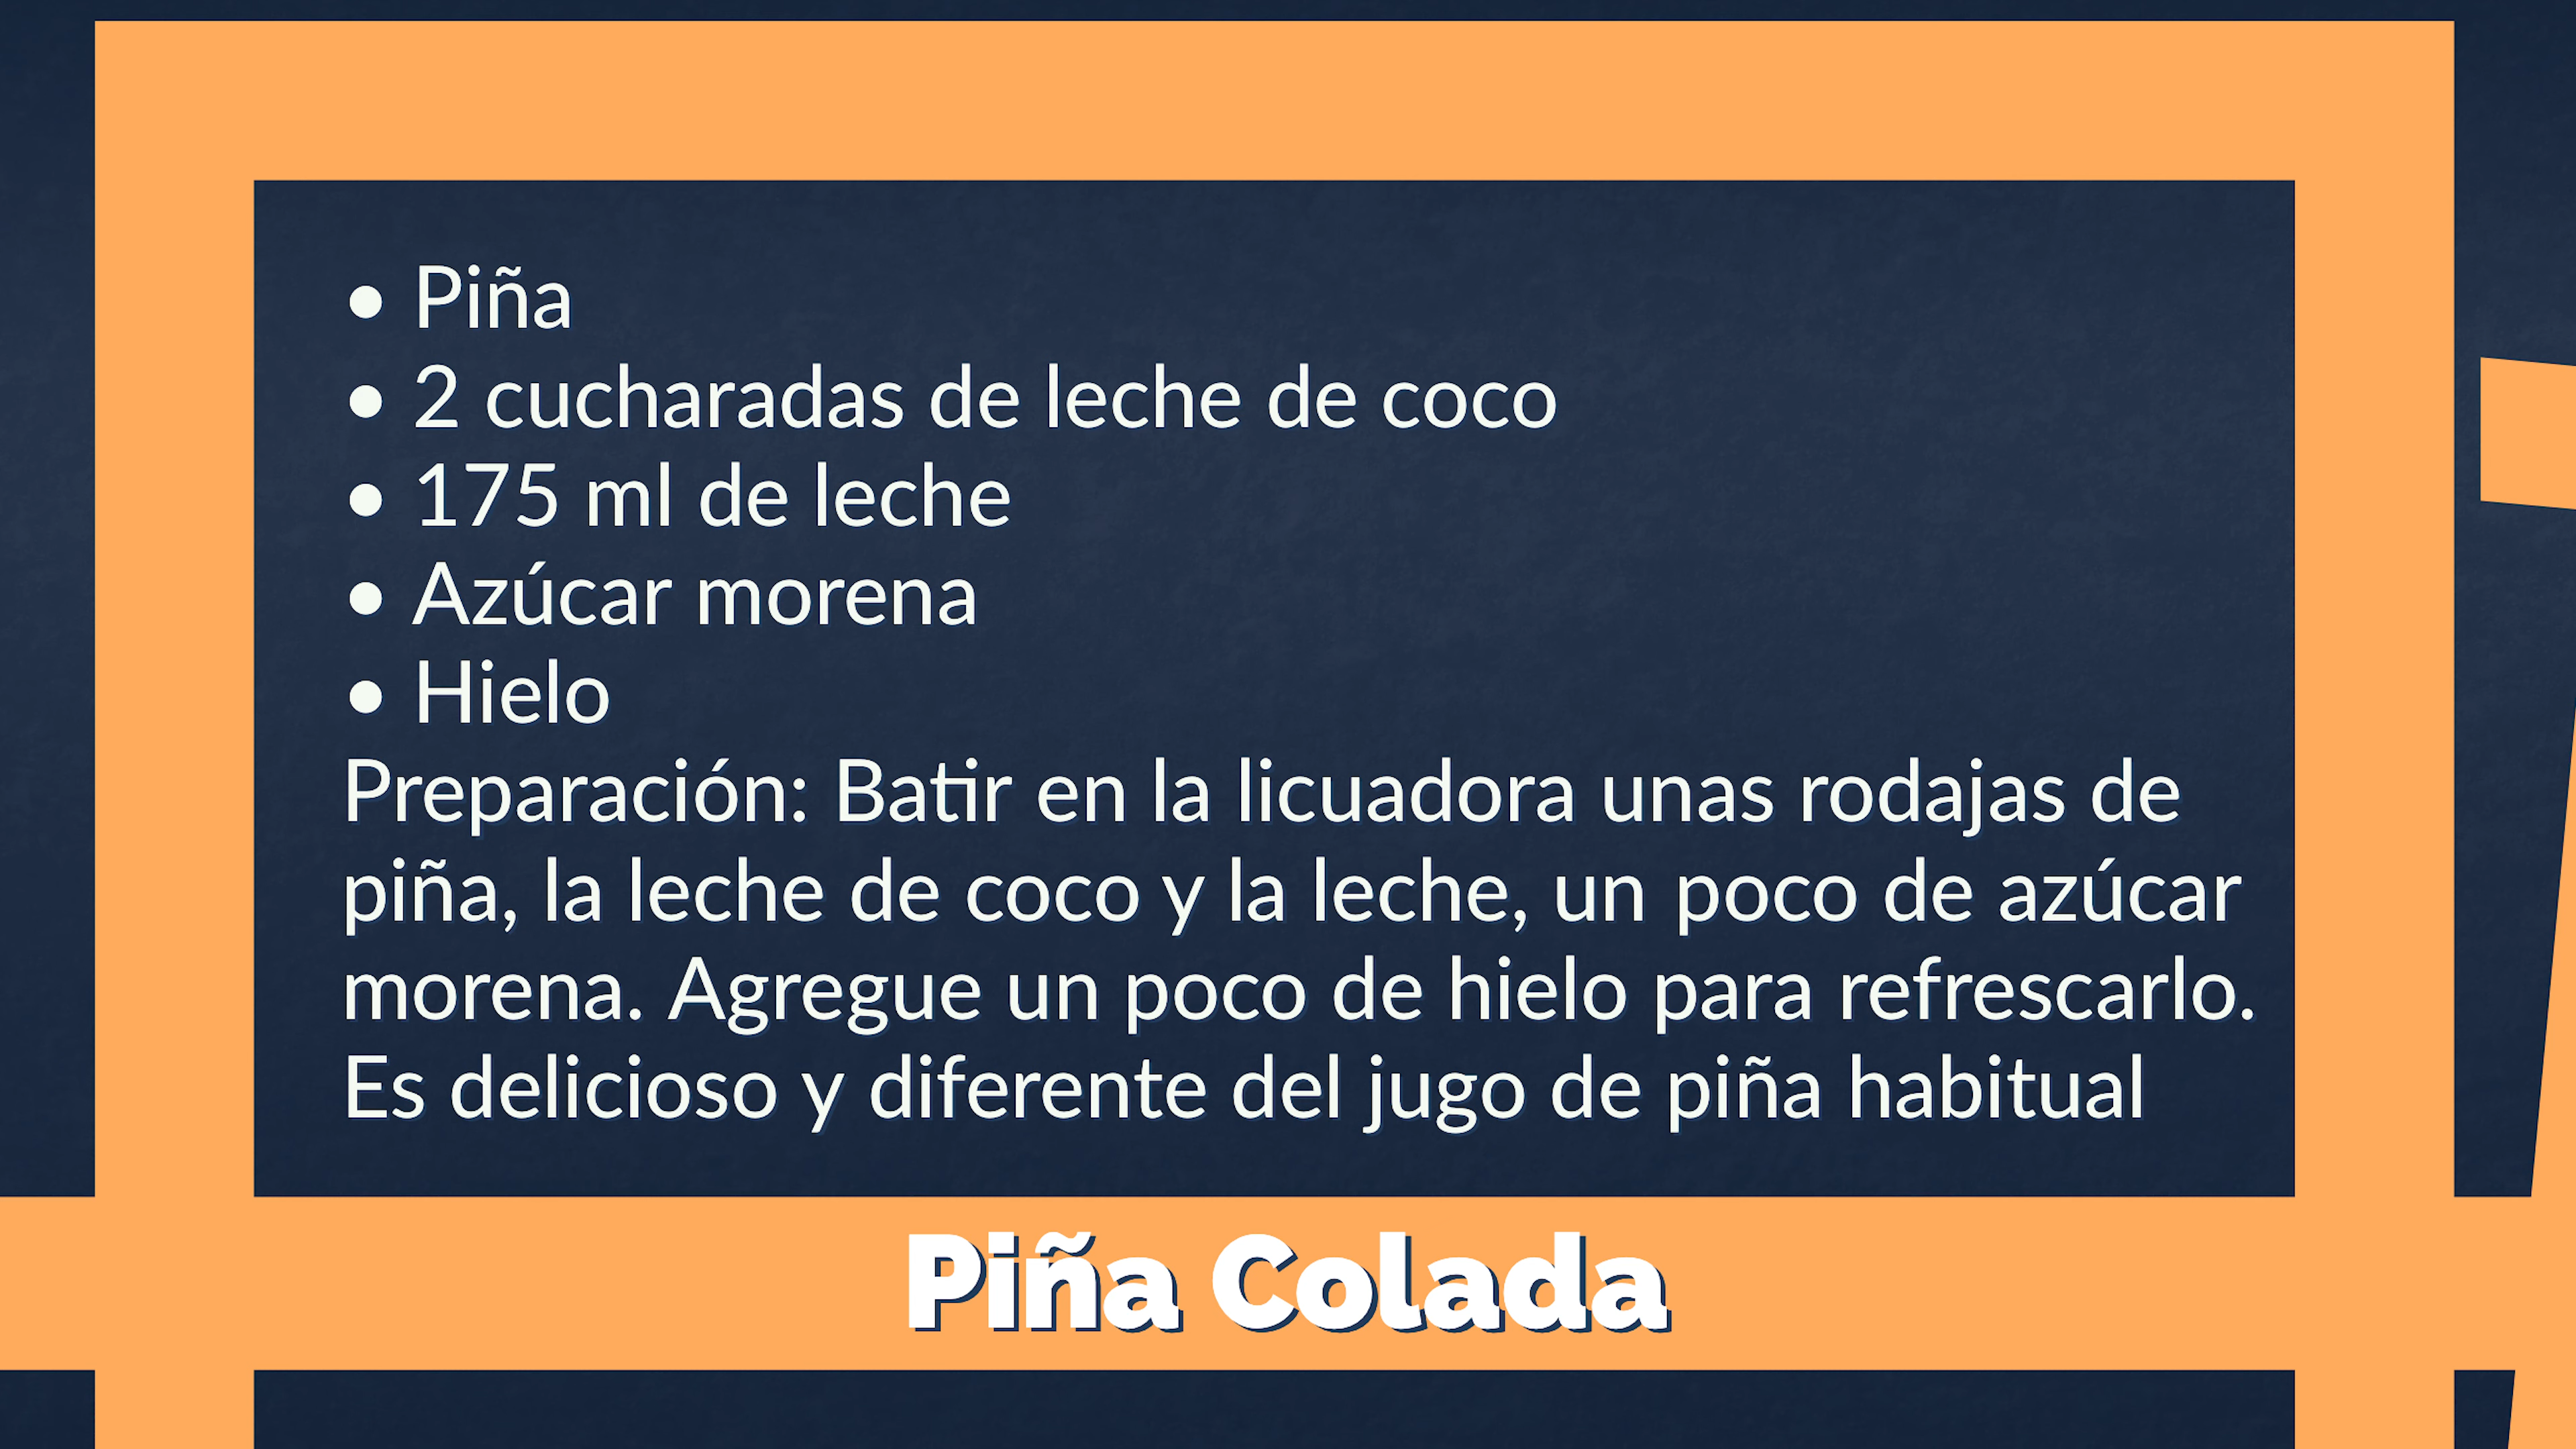 • Piña
• 2 cucharadas de leche de coco
• 175 ml de leche
• Azúcar morena
• Hielo
Preparación: Batir en la licuadora unas rodajas de
piña, la leche de coco y la leche, un poco de azúcar
morena. Agregue un poco de hielo para refrescarlo.
Es delicioso y diferente del jugo de piña habitual
Piña Colada